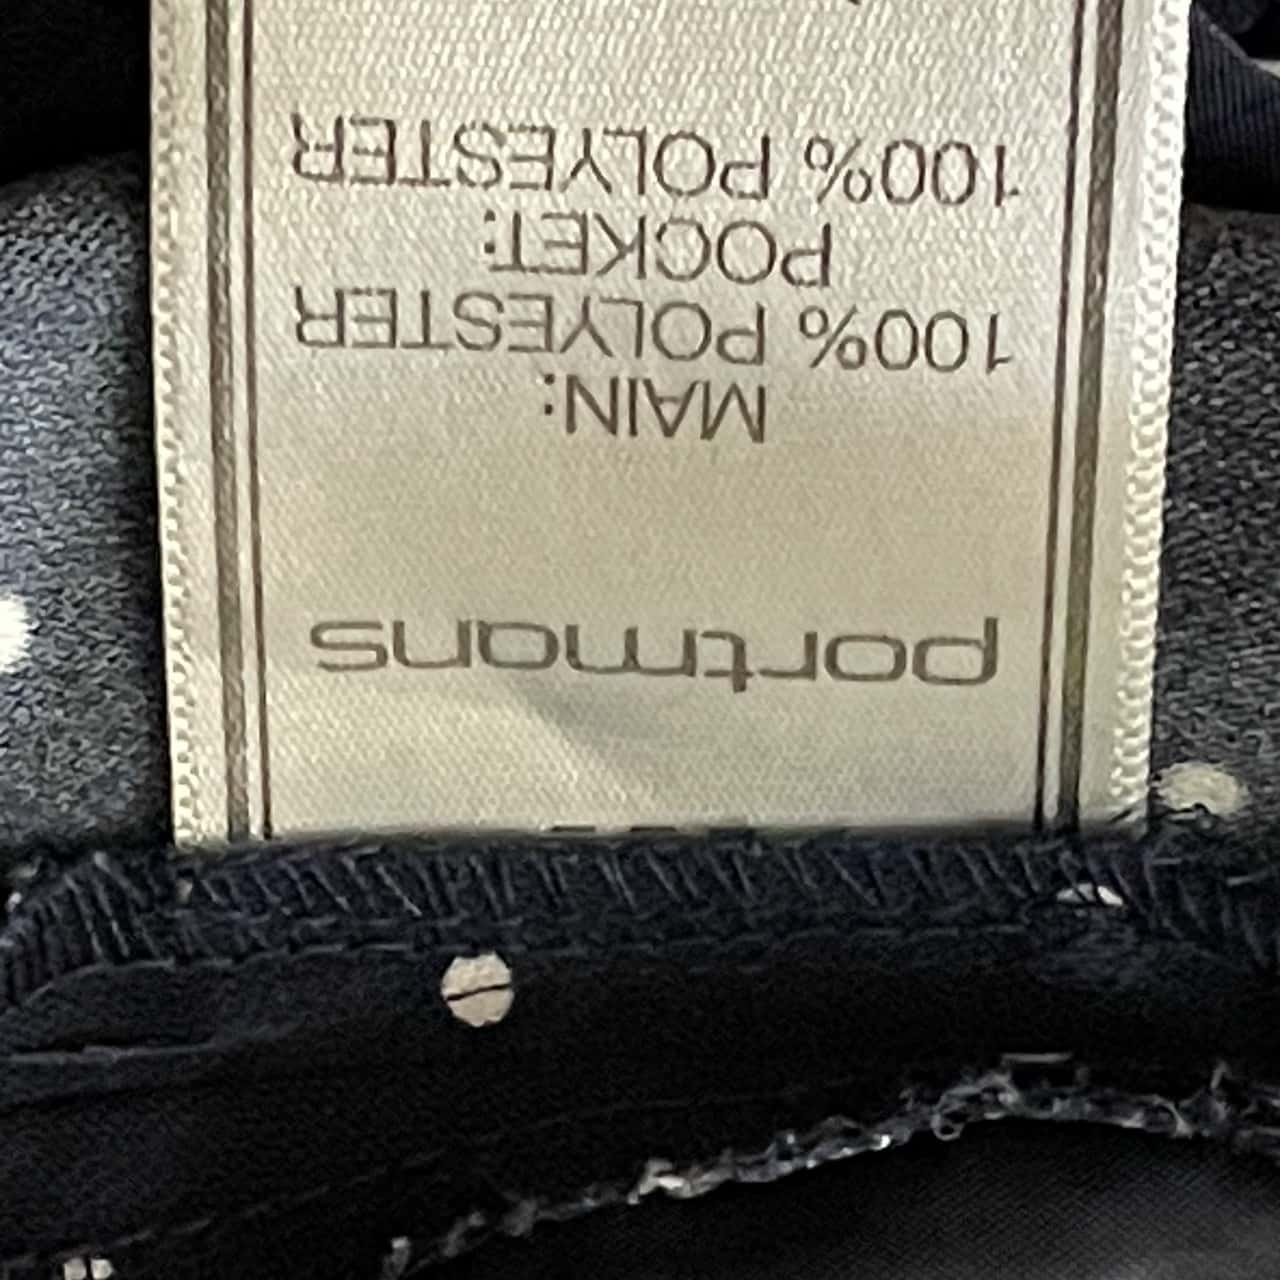 portmans
MAIN:
100% POLYESTER
POCKET:
100% POLYESTER